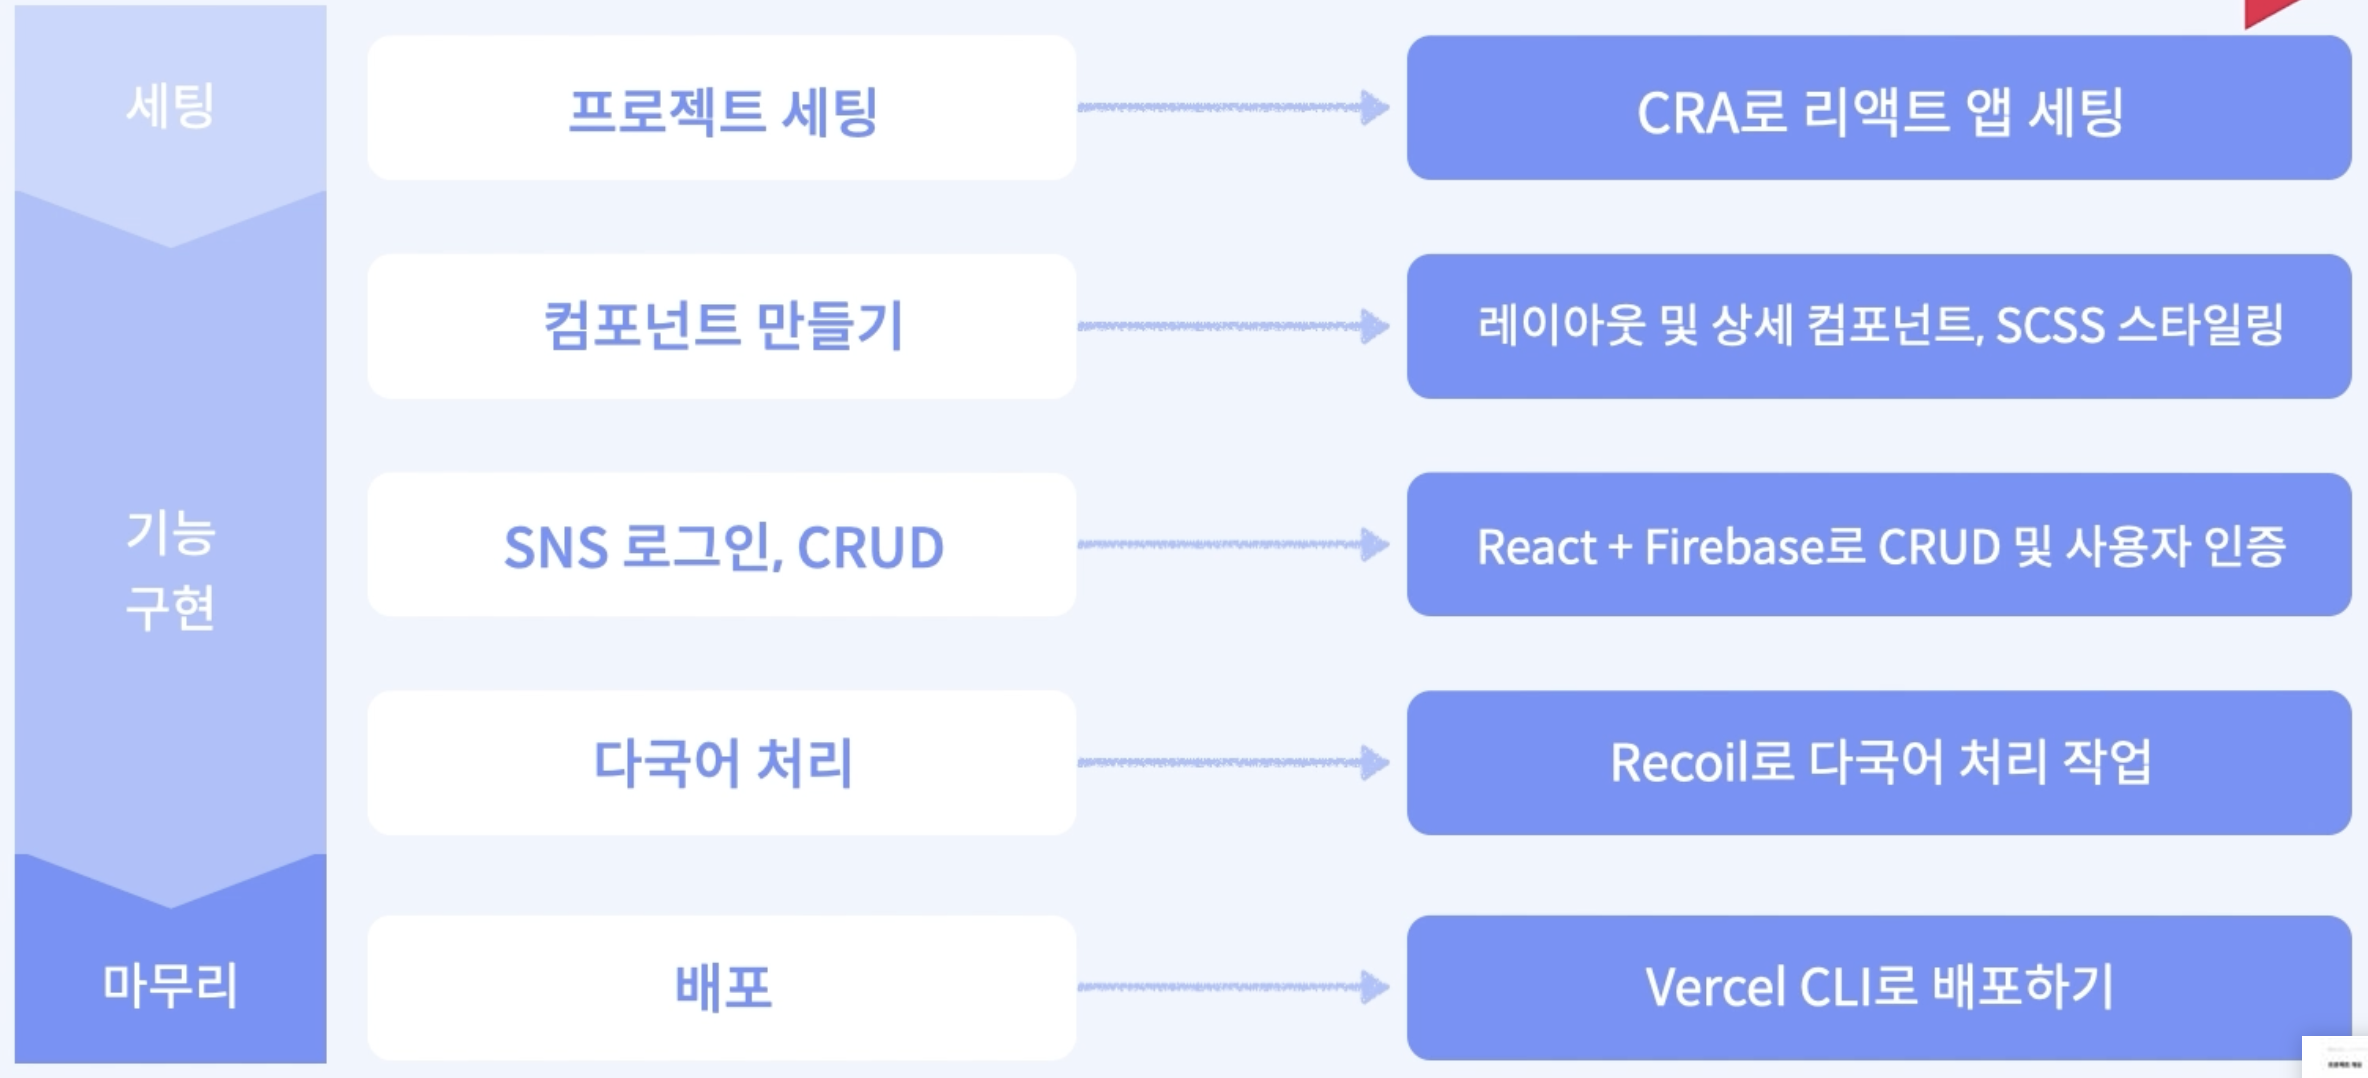 세팅
프로젝트 세팅
CRA로 리액트 앱 세팅
컴포넌트 만들기
레이아웃 및 상세 컴포넌트, SCSS 스타일링
기능
구현
SNS 로그인, CRUD
React + Firebase로 CRUD 및 사용자 인증
다국어 처리
Recoil로 다국어 처리 작업
마무리
배포
Vercel CLI로 배포하기